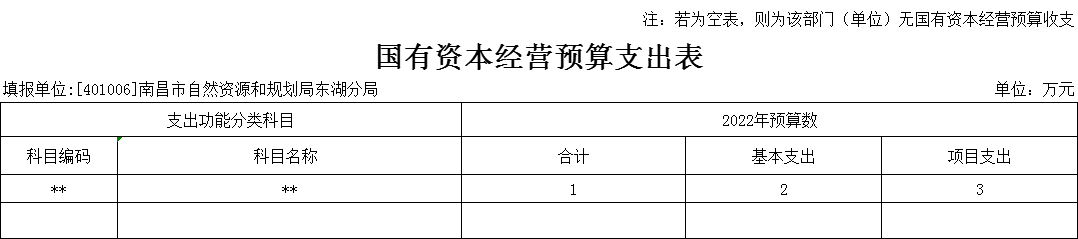 注：若为空表，则为该部门（单位）无国有资本经营预算收支
国有资本经营预算支出表
填报单位:[401006]南昌市自然资源和规划局东湖分局 单位：万元
支出功能分类科目 2022年预算数
科目编码 科目名称 合计 基本支出 项目支出
** ** 1 2 3